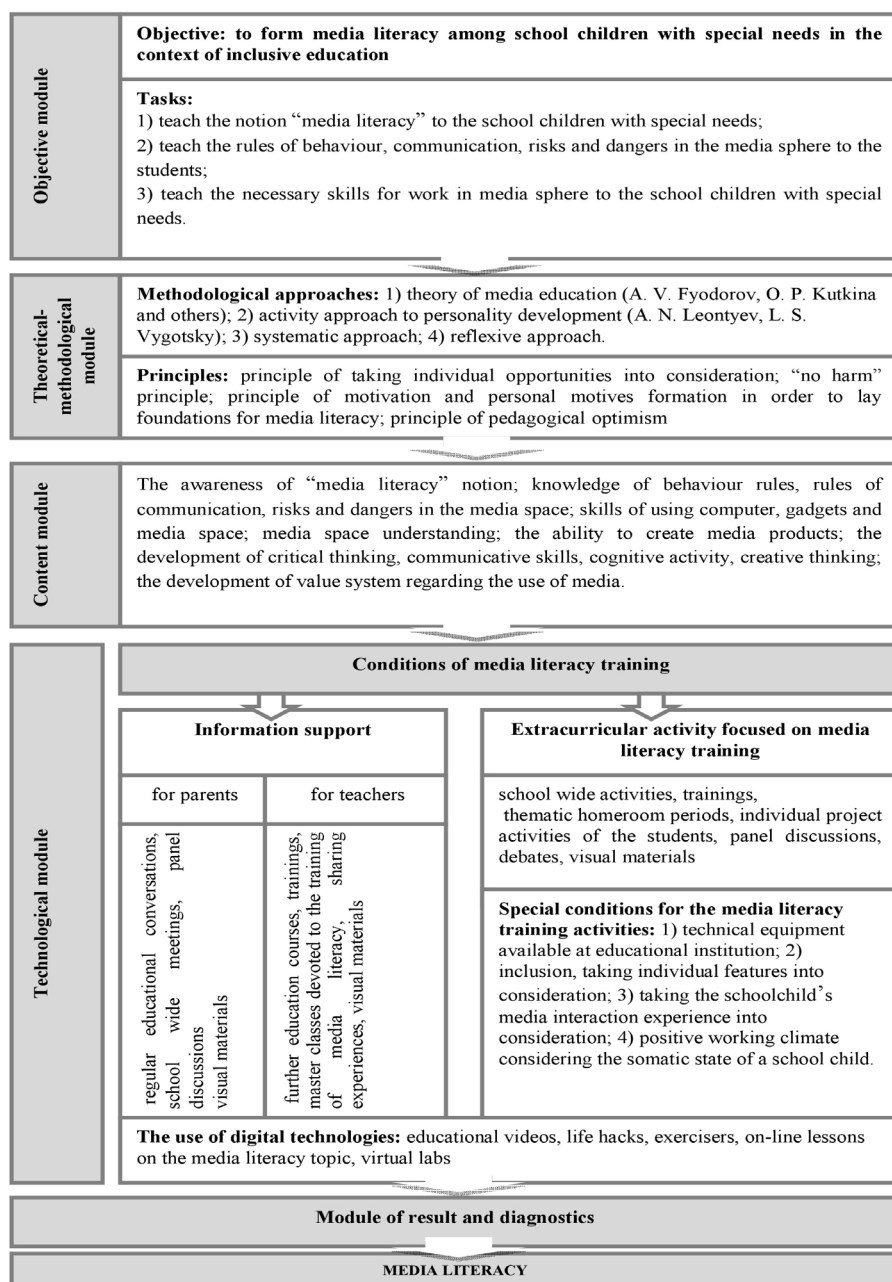 Objective module
Objective: to form media literacy among school children with special needs in the
context of inclusive education
Tasks:
1) teach the notion “media literacy” to the school children with special needs;
2) teach the rules of behaviour, communication, risks and dangers in the media sphere to the
students;
3) teach the necessary skills for work in media sphere to the school children with special
needs.
Theoretical-
methodological
module
Methodological approaches: 1) theory of media education (A. V. Fyodorov, O. P. Kutkina
and others); 2) activity approach to personality development (A. N. Leontyev, L. S.
Vygotsky); 3) systematic approach; 4) reflexive approach.
Principles: principle of taking individual opportunities into consideration; “no harm”
principle; principle of motivation and personal motives formation in order to lay
foundations for media literacy; principle of pedagogical optimism
Content module
The awareness of “media literacy” notion; knowledge of behaviour rules, rules of
communication, risks and dangers in the media space; skills of using computer, gadgets and
media space; media space understanding; the ability to create media products; the
development of critical thinking, communicative skills, cognitive activity, creative thinking;
the development of value system regarding the use of media.
Technological module
Conditions of media literacy training
Information support
for parents
regular educational conversations,
school wide meetings, panel
discussions
visual materials
for teachers
further education courses, trainings,
master classes devoted to the training
of media literacy, sharing
experiences, visual materials
Extracurricular activity focused on media
literacy training
school wide activities, trainings,
thematic homeroom periods, individual project
activities of the students, panel discussions,
debates, visual materials
Special conditions for the media literacy
training activities: 1) technical equipment
available at educational institution; 2)
inclusion, taking individual features into
consideration; 3) taking the schoolchild’s
media interaction experience into
consideration; 4) positive working climate
considering the somatic state of a school child.
The use of digital technologies: educational videos, life hacks, exercisers, on-line lessons
on the media literacy topic, virtual labs
Module of result and diagnostics
MEDIA LITERACY